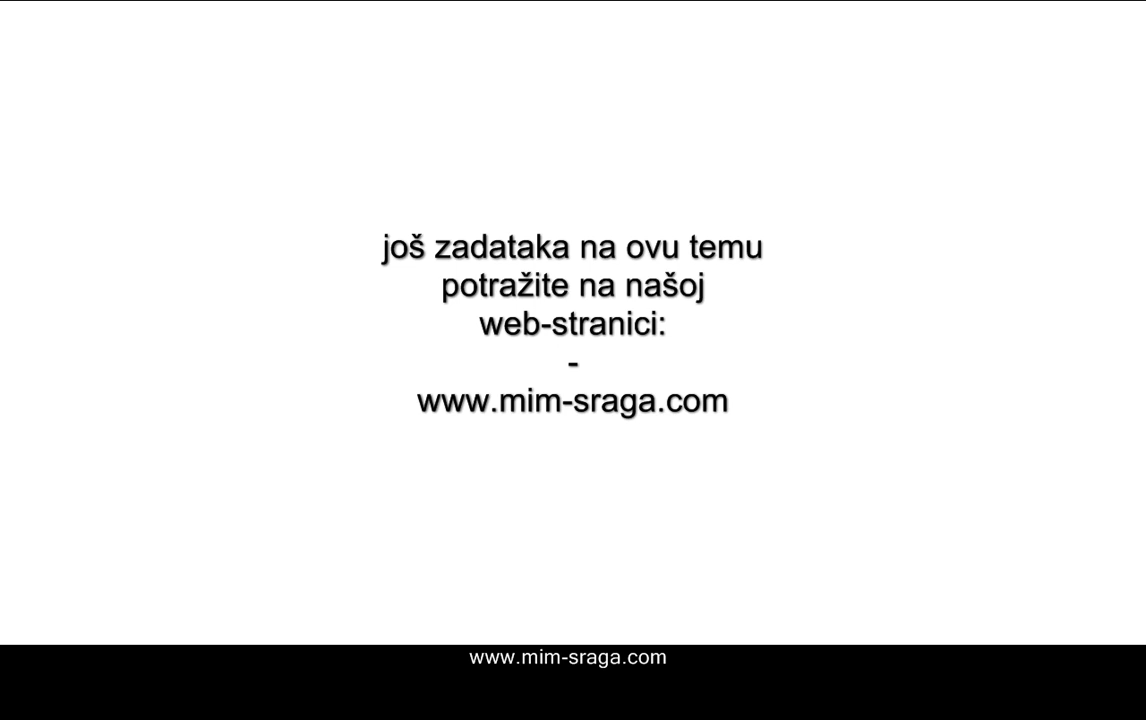 još zadataka na ovu temu
potražite na našoj
web-stranici:
-
www.mim-sraga.com
www.mim-sraga.com